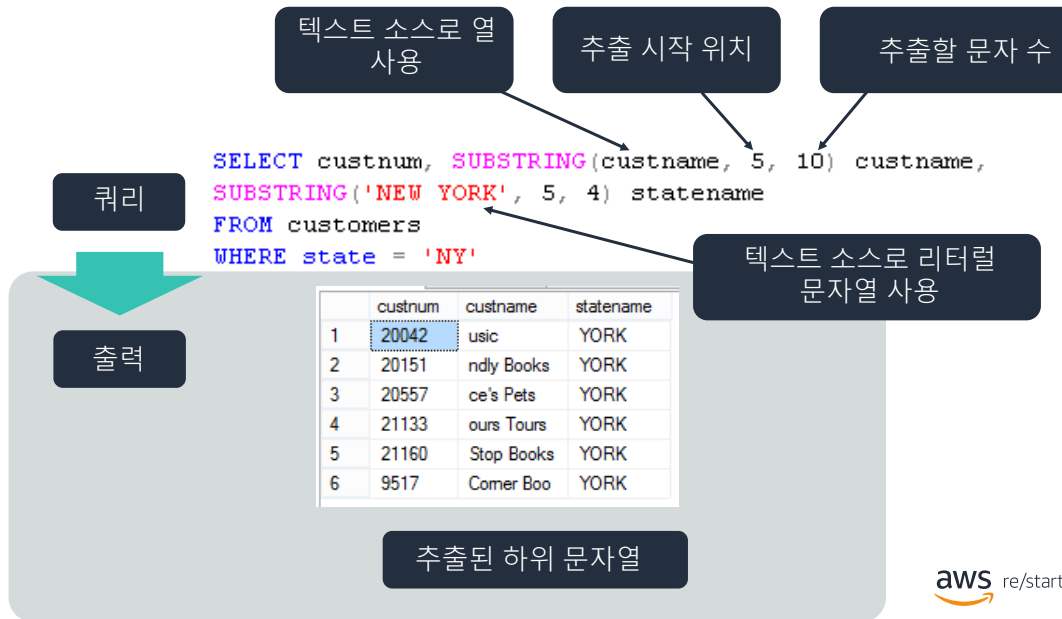 텍스트 소스로 열
사용
추출 시작 위치
추출할 문자 수
쿼리
SELECT custnum, SUBSTRING(custname, 5, 10) custname,
SUBSTRING('NEW YORK', 5, 4) statename
FROM customers
WHERE state = 'NY'
텍스트 소스로 리터럴
문자열 사용
출력
custnum custname statename
1 20042 usic YORK
2 20151 ndly Books YORK
3 20557 ce's Pets YORK
4 21133 ours Tours YORK
5 21160 Stop Books YORK
6 9517 Corner Boo YORK
추출된 하위 문자열
aws re/start